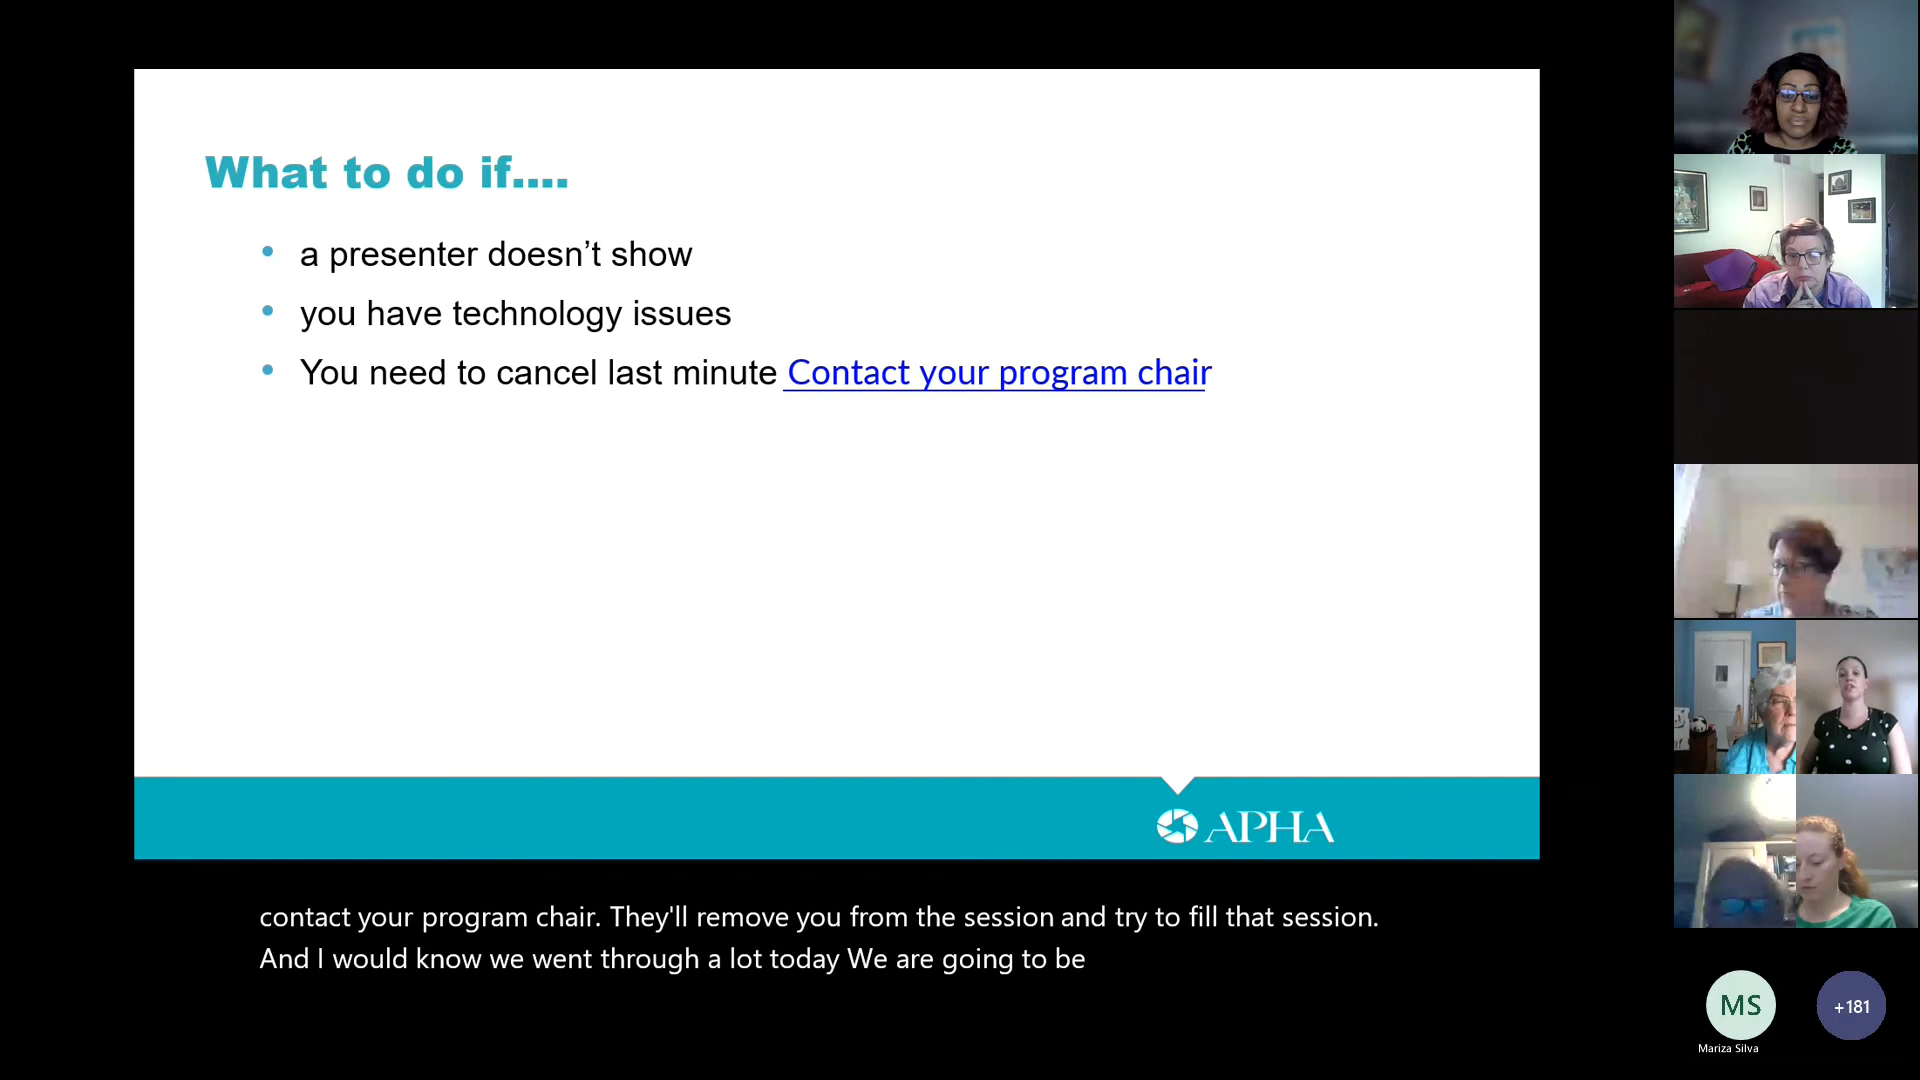 What to do if....
• a presenter doesn’t show
• you have technology issues
• You need to cancel last minute Contact your program chair
APHA
contact your program chair. They'll remove you from the session and try to fill that session.
And I would know we went through a lot today We are going to be
MS
+181
Mariza Silva